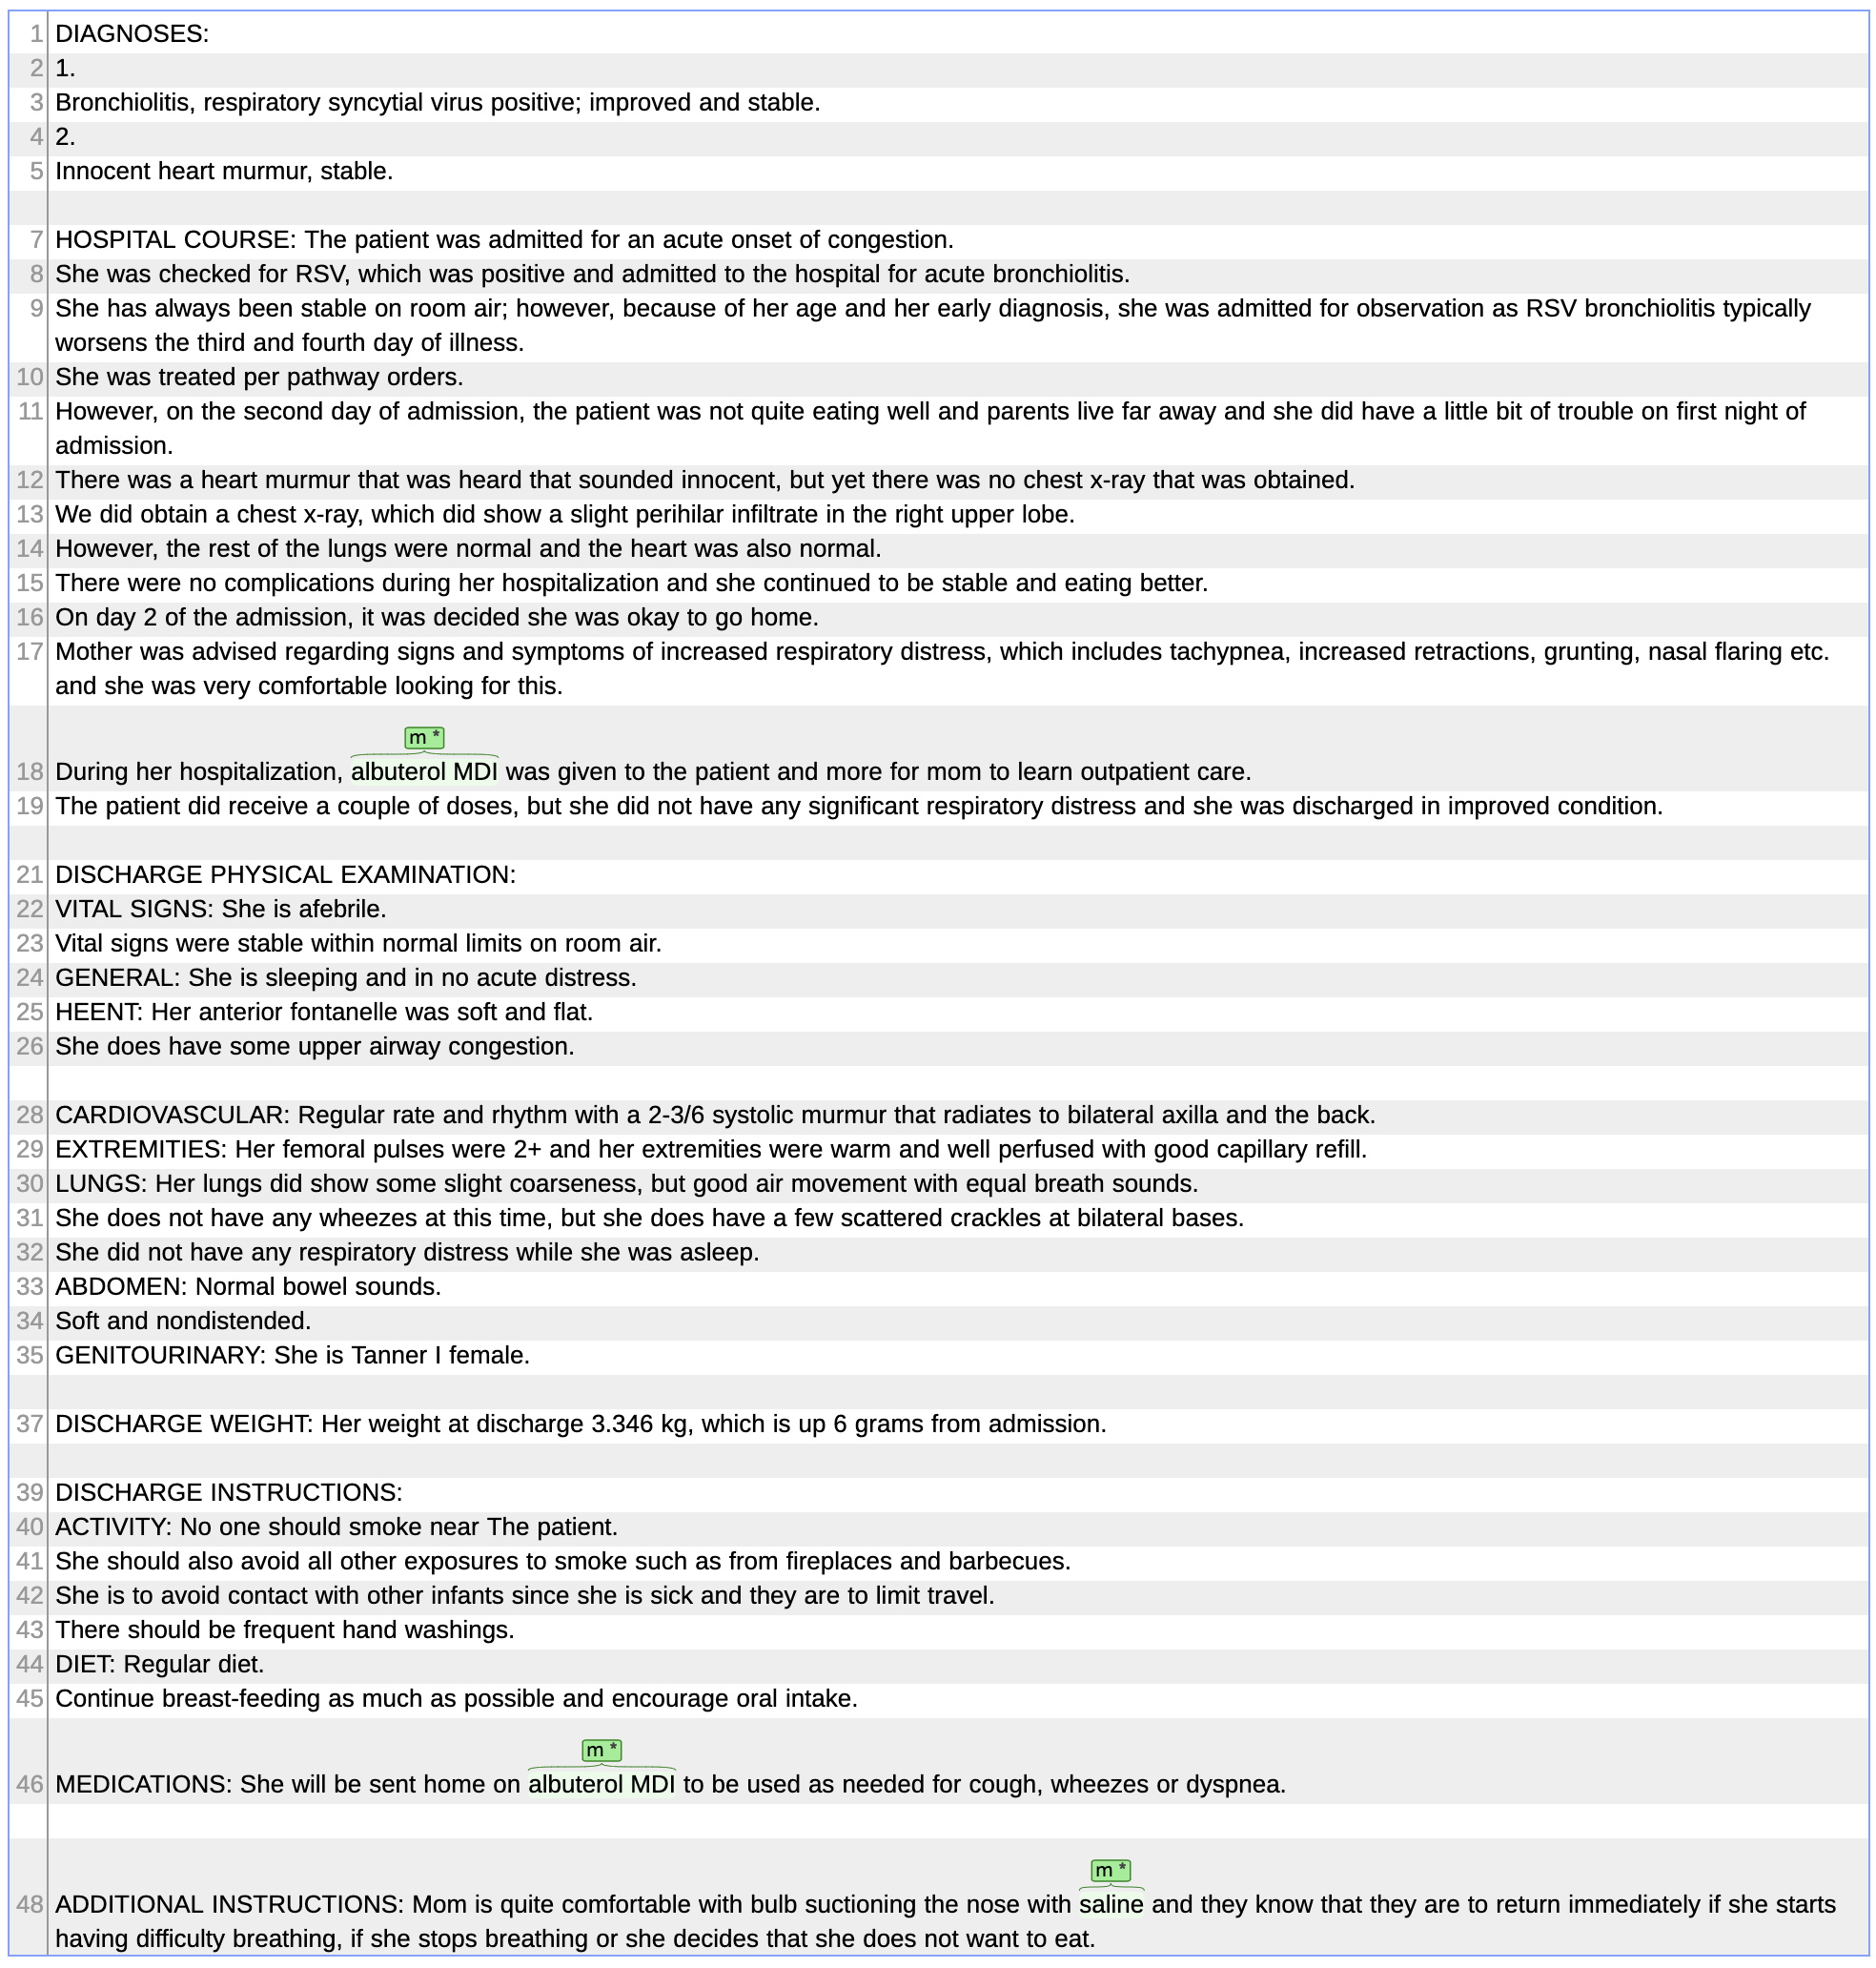 1 DIAGNOSES:
2 1.
3 Bronchiolitis, respiratory syncytial virus positive; improved and stable.
4 2.
5 Innocent heart murmur, stable.
7 HOSPITAL COURSE: The patient was admitted for an acute onset of congestion.
8 She was checked for RSV, which was positive and admitted to the hospital for acute bronchiolitis.
9 She has always been stable on room air; however, because of her age and her early diagnosis, she was admitted for observation as RSV bronchiolitis typically
worsens the third and fourth day of illness.
10 She was treated per pathway orders.
11 However, on the second day of admission, the patient was not quite eating well and parents live far away and she did have a little bit of trouble on first night of
admission.
12 There was a heart murmur that was heard that sounded innocent, but yet there was no chest x-ray that was obtained.
13 We did obtain a chest x-ray, which did show a slight perihilar infiltrate in the right upper lobe.
14 However, the rest of the lungs were normal and the heart was also normal.
15 There were no complications during her hospitalization and she continued to be stable and eating better.
16 On day 2 of the admission, it was decided she was okay to go home.
17 Mother was advised regarding signs and symptoms of increased respiratory distress, which includes tachypnea, increased retractions, grunting, nasal flaring etc.
and she was very comfortable looking for this.
m *
18 During her hospitalization, albuterol MDI was given to the patient and more for mom to learn outpatient care.
19 The patient did receive a couple of doses, but she did not have any significant respiratory distress and she was discharged in improved condition.
21 DISCHARGE PHYSICAL EXAMINATION:
22 VITAL SIGNS: She is afebrile.
23 Vital signs were stable within normal limits on room air.
24 GENERAL: She is sleeping and in no acute distress.
25 HEENT: Her anterior fontanelle was soft and flat.
26 She does have some upper airway congestion.
28 CARDIOVASCULAR: Regular rate and rhythm with a 2-3/6 systolic murmur that radiates to bilateral axilla and the back.
29 EXTREMITIES: Her femoral pulses were 2+ and her extremities were warm and well perfused with good capillary refill.
30 LUNGS: Her lungs did show some slight coarseness, but good air movement with equal breath sounds.
31 She does not have any wheezes at this time, but she does have a few scattered crackles at bilateral bases.
32 She did not have any respiratory distress while she was asleep.
33 ABDOMEN: Normal bowel sounds.
34 Soft and nondistended.
35 GENITOURINARY: She is Tanner I female.
37 DISCHARGE WEIGHT: Her weight at discharge 3.346 kg, which is up 6 grams from admission.
39 DISCHARGE INSTRUCTIONS:
40 ACTIVITY: No one should smoke near The patient.
41 She should also avoid all other exposures to smoke such as from fireplaces and barbecues.
42 She is to avoid contact with other infants since she is sick and they are to limit travel.
43 There should be frequent hand washings.
44 DIET: Regular diet.
45 Continue breast-feeding as much as possible and encourage oral intake.
m *
46 MEDICATIONS: She will be sent home on albuterol MDI to be used as needed for cough, wheezes or dyspnea.
m *
48 ADDITIONAL INSTRUCTIONS: Mom is quite comfortable with bulb suctioning the nose with saline and they know that they are to return immediately if she starts
having difficulty breathing, if she stops breathing or she decides that she does not want to eat.